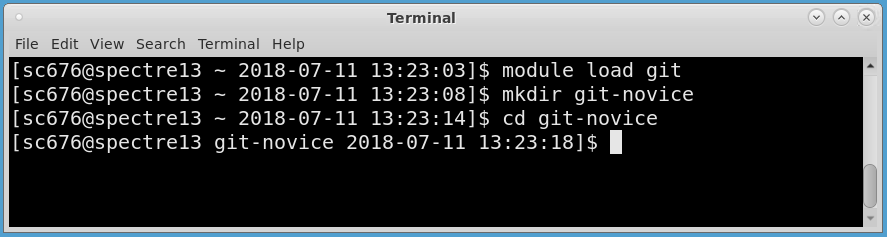 Terminal
File Edit View Search Terminal Help
[sc676@spectre13 ~ 2018-07-11 13:23:03]$ module load git
[sc676@spectre13 ~ 2018-07-11 13:23:08]$ mkdir git-novice
[sc676@spectre13 ~ 2018-07-11 13:23:14]$ cd git-novice
[sc676@spectre13 git-novice 2018-07-11 13:23:18]$